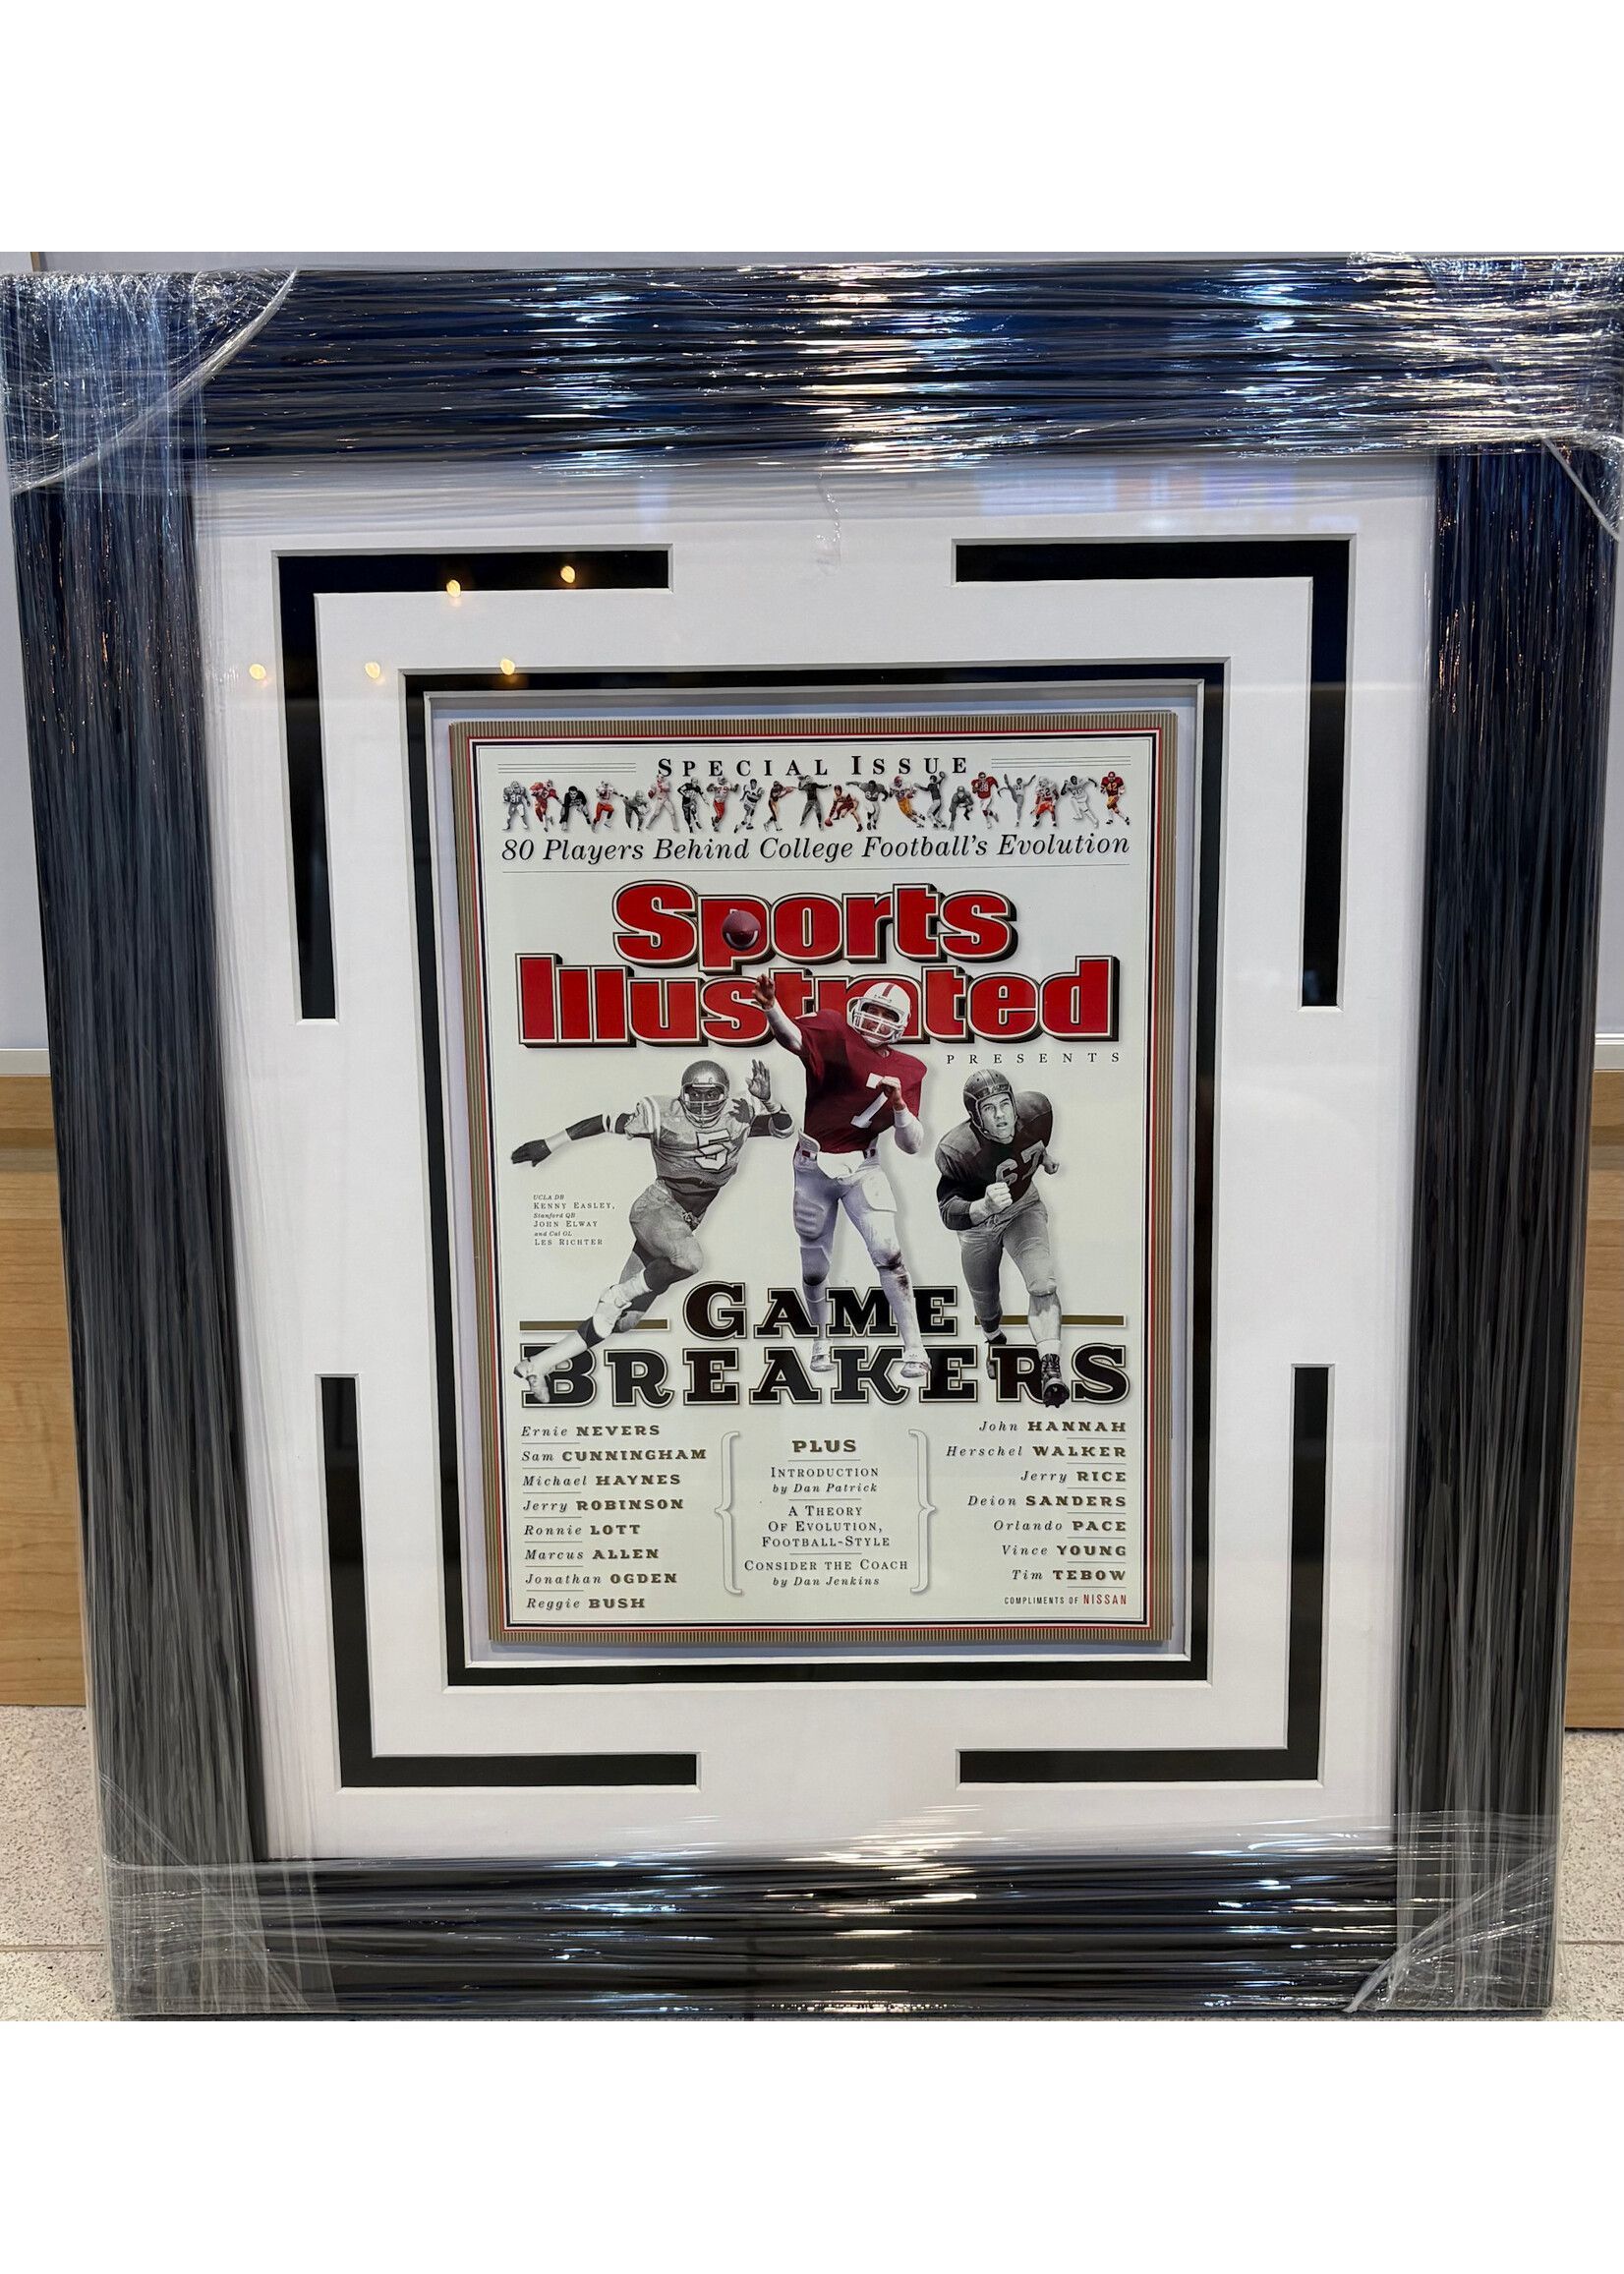 SPECIAL ISSUE
80 Players Behind College Football's Evolution
Sports
Illustrated
PRESENTS
7
5
67
UCLA DB
KENNY EASLEY,
Stanford QB
JOHN ELWAY
and Cal OL
LES RICHTER
GAME
BREAKERS
Ernie NEVERS
Sam CUNNINGHAM
Michael HAYNES
Jerry ROBINSON
Ronnie LOTT
Marcus ALLEN
Jonathan OGDEN
Reggie BUSH
PLUS
INTRODUCTION
by Dan Patrick
A THEORY
OF EVOLUTION,
FOOTBALL-STYLE
CONSIDER THE COACH
by Dan Jenkins
John HANNAH
Herschel WALKER
Jerry RICE
Deion SANDERS
Orlando PACE
Vince YOUNG
Tim TEBOW
COMPLIMENTS OF NISSAN